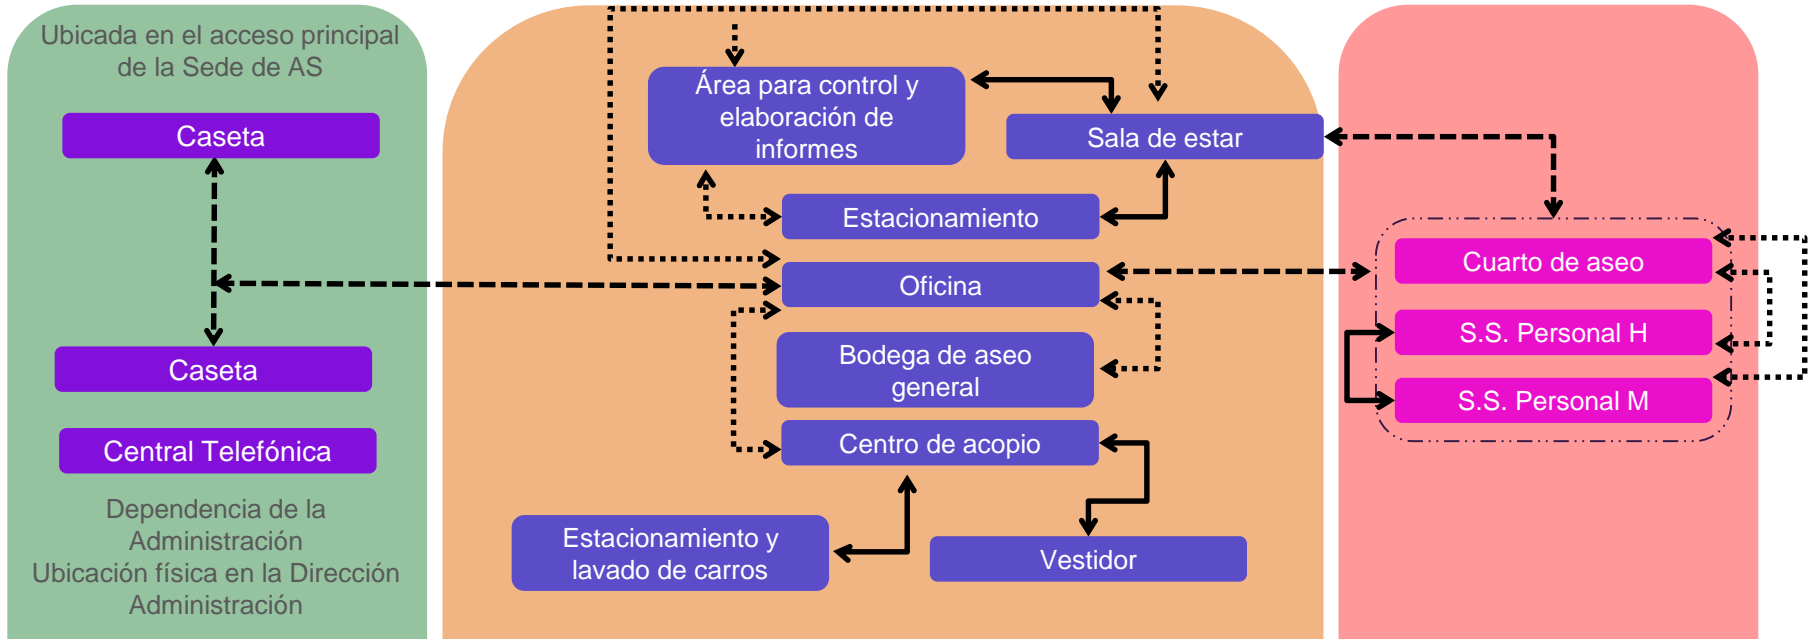 Ubicada en el acceso principal
de la Sede de AS
Caseta
Caseta
Central Telefónica
Dependencia de la
Administración
Ubicación física en la Dirección
Administración
Área para control y
elaboración de
informes
Sala de estar
Estacionamiento
Oficina
Bodega de aseo
general
Centro de acopio
Estacionamiento y
lavado de carros
Vestidor
Cuarto de aseo
S.S. Personal H
S.S. Personal M